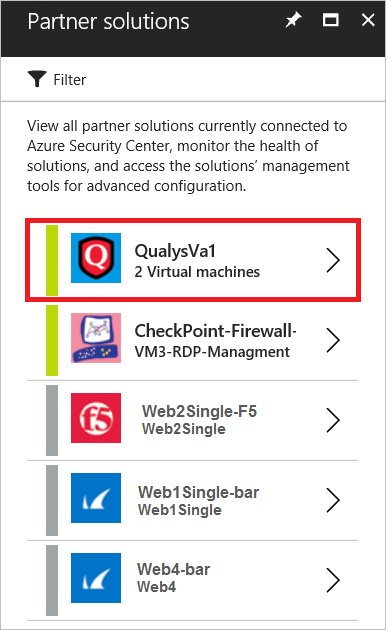 Partner solutions
Filter
View all partner solutions currently connected to
Azure Security Center, monitor the health of
solutions, and access the solutions' management
tools for advanced configuration.
QualysVa1
2 Virtual machines
CheckPoint-Firewall-
VM3-RDP-Managment
Web2Single-F5
Web2Single
Web1Single-bar
Web1Single
Web4-bar
Web4